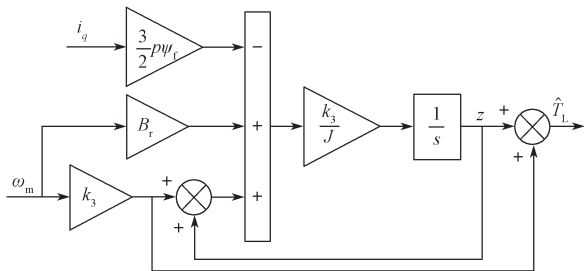 i_q
3/2 pψ_f
−
B_r
+
k_3/J
1/s
z
+
T̂_L
+
ω_m
k_3
+
+
+